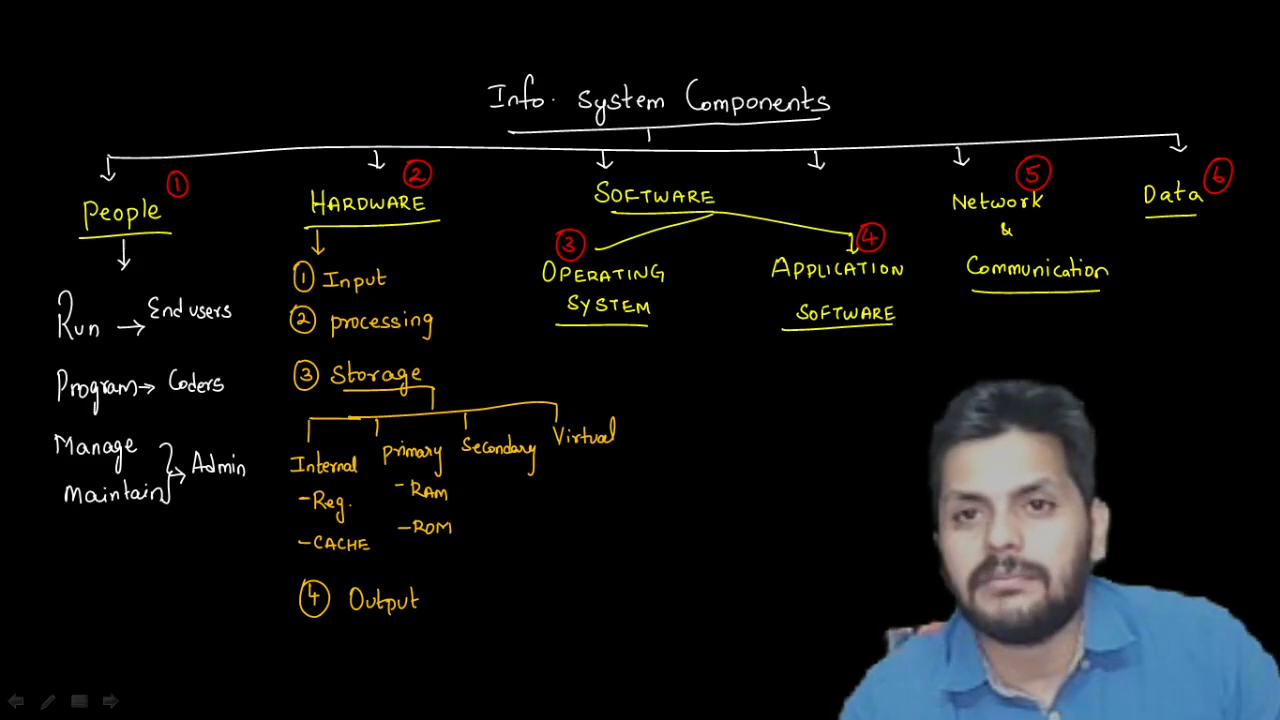 Info. System Components
People
1
Run → End users
Program → Coders
Manage
Maintain → Admin
HARDWARE
2
1 Input
2 processing
3 Storage
Internal
- Reg.
- CACHE
primary
- RAM
- ROM
Secondary
Virtual
4 Output
SOFTWARE
3
OPERATING
SYSTEM
4
APPLICATION
SOFTWARE
5
Network
&
Communication
6
Data